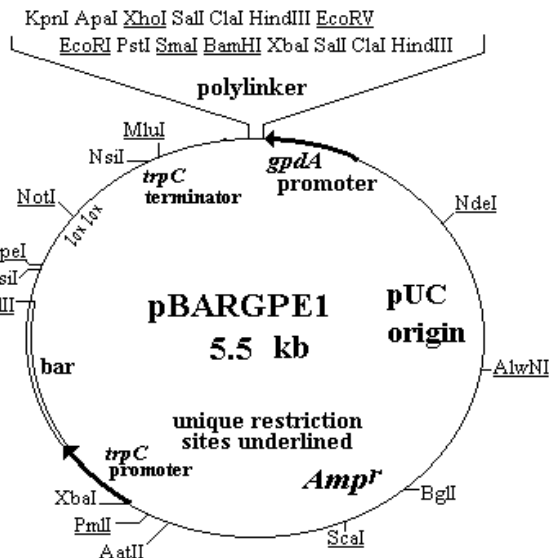 KpnI ApaI XhoI SalI ClaI HindIII EcoRV
EcoRI PstI SmaI BamHI XbaI SalI ClaI HindIII
polylinker
MluI
NsiI
trpC
terminator
gpdA
promoter
NotI
lox lox
NdeI
peI
siI
pBARGPE1
5.5 kb
pUC
origin
bar
AlwNI
unique restriction
sites underlined
trpC
promoter
Ampr
XbaI
PmlI
AatII
BglI
ScaI